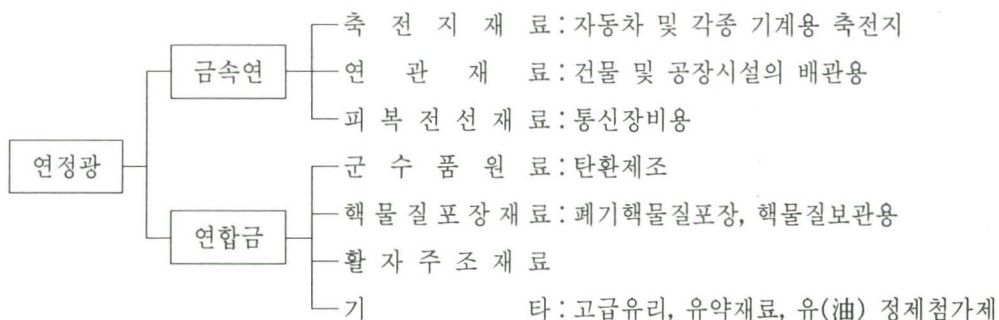 축 전 지 재 료 : 자동차 및 각종 기계용 축전지
금속연
연 관 재 료 : 건물 및 공장시설의 배관용
피 복 전 선 재 료 : 통신장비용
연정광
군 수 품 원 료 : 탄환제조
핵 물 질 포 장 재 료 : 폐기핵물질포장, 핵물질보관용
연합금
활 자 주 조 재 료
기 타 : 고급유리, 유약재료, 유(油) 정제첨가제